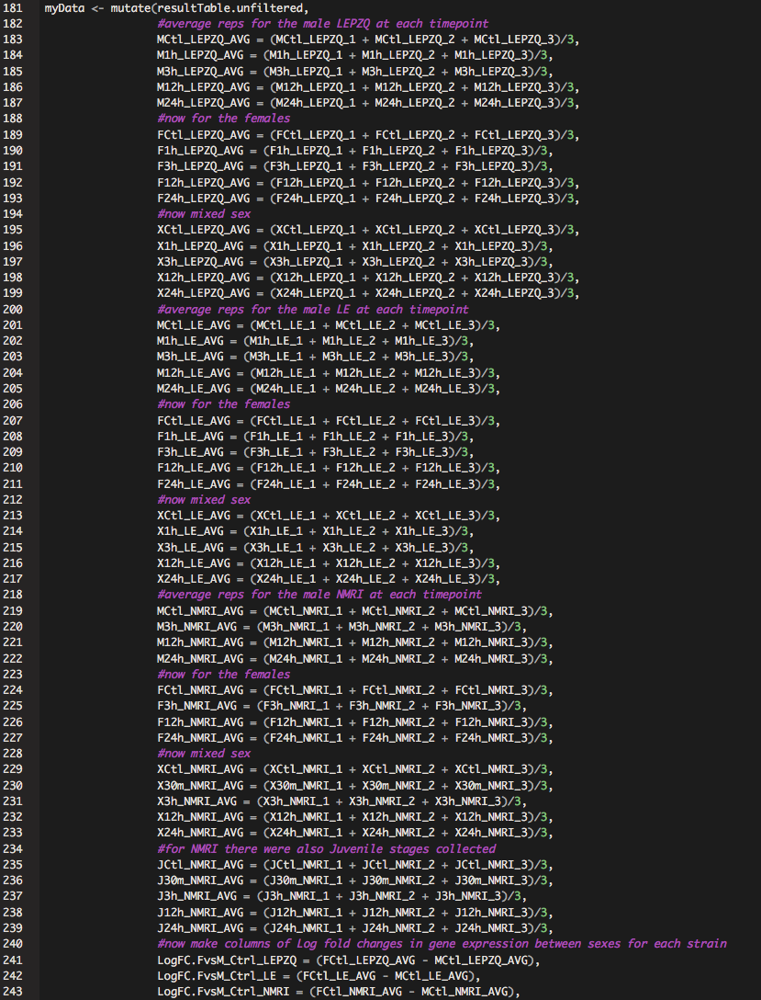 181 myData <- mutate(resultTable.unfiltered,
182 #average reps for the male LEPZQ at each timepoint
183 MCtl_LEPZQ_AVG = (MCtl_LEPZQ_1 + MCtl_LEPZQ_2 + MCtl_LEPZQ_3)/3,
184 M1h_LEPZQ_AVG = (M1h_LEPZQ_1 + M1h_LEPZQ_2 + M1h_LEPZQ_3)/3,
185 M3h_LEPZQ_AVG = (M3h_LEPZQ_1 + M3h_LEPZQ_2 + M3h_LEPZQ_3)/3,
186 M12h_LEPZQ_AVG = (M12h_LEPZQ_1 + M12h_LEPZQ_2 + M12h_LEPZQ_3)/3,
187 M24h_LEPZQ_AVG = (M24h_LEPZQ_1 + M24h_LEPZQ_2 + M24h_LEPZQ_3)/3,
188 #now for the females
189 FCtl_LEPZQ_AVG = (FCtl_LEPZQ_1 + FCtl_LEPZQ_2 + FCtl_LEPZQ_3)/3,
190 F1h_LEPZQ_AVG = (F1h_LEPZQ_1 + F1h_LEPZQ_2 + F1h_LEPZQ_3)/3,
191 F3h_LEPZQ_AVG = (F3h_LEPZQ_1 + F3h_LEPZQ_2 + F3h_LEPZQ_3)/3,
192 F12h_LEPZQ_AVG = (F12h_LEPZQ_1 + F12h_LEPZQ_2 + F12h_LEPZQ_3)/3,
193 F24h_LEPZQ_AVG = (F24h_LEPZQ_1 + F24h_LEPZQ_2 + F24h_LEPZQ_3)/3,
194 #now mixed sex
195 XCtl_LEPZQ_AVG = (XCtl_LEPZQ_1 + XCtl_LEPZQ_2 + XCtl_LEPZQ_3)/3,
196 X1h_LEPZQ_AVG = (X1h_LEPZQ_1 + X1h_LEPZQ_2 + X1h_LEPZQ_3)/3,
197 X3h_LEPZQ_AVG = (X3h_LEPZQ_1 + X3h_LEPZQ_2 + X3h_LEPZQ_3)/3,
198 X12h_LEPZQ_AVG = (X12h_LEPZQ_1 + X12h_LEPZQ_2 + X12h_LEPZQ_3)/3,
199 X24h_LEPZQ_AVG = (X24h_LEPZQ_1 + X24h_LEPZQ_2 + X24h_LEPZQ_3)/3,
200 #average reps for the male LE at each timepoint
201 MCtl_LE_AVG = (MCtl_LE_1 + MCtl_LE_2 + MCtl_LE_3)/3,
202 M1h_LE_AVG = (M1h_LE_1 + M1h_LE_2 + M1h_LE_3)/3,
203 M3h_LE_AVG = (M3h_LE_1 + M3h_LE_2 + M3h_LE_3)/3,
204 M12h_LE_AVG = (M12h_LE_1 + M12h_LE_2 + M12h_LE_3)/3,
205 M24h_LE_AVG = (M24h_LE_1 + M24h_LE_2 + M24h_LE_3)/3,
206 #now for the females
207 FCtl_LE_AVG = (FCtl_LE_1 + FCtl_LE_2 + FCtl_LE_3)/3,
208 F1h_LE_AVG = (F1h_LE_1 + F1h_LE_2 + F1h_LE_3)/3,
209 F3h_LE_AVG = (F3h_LE_1 + F3h_LE_2 + F3h_LE_3)/3,
210 F12h_LE_AVG = (F12h_LE_1 + F12h_LE_2 + F12h_LE_3)/3,
211 F24h_LE_AVG = (F24h_LE_1 + F24h_LE_2 + F24h_LE_3)/3,
212 #now mixed sex
213 XCtl_LE_AVG = (XCtl_LE_1 + XCtl_LE_2 + XCtl_LE_3)/3,
214 X1h_LE_AVG = (X1h_LE_1 + X1h_LE_2 + X1h_LE_3)/3,
215 X3h_LE_AVG = (X3h_LE_1 + X3h_LE_2 + X3h_LE_3)/3,
216 X12h_LE_AVG = (X12h_LE_1 + X12h_LE_2 + X12h_LE_3)/3,
217 X24h_LE_AVG = (X24h_LE_1 + X24h_LE_2 + X24h_LE_3)/3,
218 #average reps for the male NMRI at each timepoint
219 MCtl_NMRI_AVG = (MCtl_NMRI_1 + MCtl_NMRI_2 + MCtl_NMRI_3)/3,
220 M3h_NMRI_AVG = (M3h_NMRI_1 + M3h_NMRI_2 + M3h_NMRI_3)/3,
221 M12h_NMRI_AVG = (M12h_NMRI_1 + M12h_NMRI_2 + M12h_NMRI_3)/3,
222 M24h_NMRI_AVG = (M24h_NMRI_1 + M24h_NMRI_2 + M24h_NMRI_3)/3,
223 #now for the females
224 FCtl_NMRI_AVG = (FCtl_NMRI_1 + FCtl_NMRI_2 + FCtl_NMRI_3)/3,
225 F3h_NMRI_AVG = (F3h_NMRI_1 + F3h_NMRI_2 + F3h_NMRI_3)/3,
226 F12h_NMRI_AVG = (F12h_NMRI_1 + F12h_NMRI_2 + F12h_NMRI_3)/3,
227 F24h_NMRI_AVG = (F24h_NMRI_1 + F24h_NMRI_2 + F24h_NMRI_3)/3,
228 #now mixed sex
229 XCtl_NMRI_AVG = (XCtl_NMRI_1 + XCtl_NMRI_2 + XCtl_NMRI_3)/3,
230 X30m_NMRI_AVG = (X30m_NMRI_1 + X30m_NMRI_2 + X30m_NMRI_3)/3,
231 X3h_NMRI_AVG = (X3h_NMRI_1 + X3h_NMRI_2 + X3h_NMRI_3)/3,
232 X12h_NMRI_AVG = (X12h_NMRI_1 + X12h_NMRI_2 + X12h_NMRI_3)/3,
233 X24h_NMRI_AVG = (X24h_NMRI_1 + X24h_NMRI_2 + X24h_NMRI_3)/3,
234 #for NMRI there were also Juvenile stages collected
235 JCtl_NMRI_AVG = (JCtl_NMRI_1 + JCtl_NMRI_2 + JCtl_NMRI_3)/3,
236 J30m_NMRI_AVG = (J30m_NMRI_1 + J30m_NMRI_2 + J30m_NMRI_3)/3,
237 J3h_NMRI_AVG = (J3h_NMRI_1 + J3h_NMRI_2 + J3h_NMRI_3)/3,
238 J12h_NMRI_AVG = (J12h_NMRI_1 + J12h_NMRI_2 + J12h_NMRI_3)/3,
239 J24h_NMRI_AVG = (J24h_NMRI_1 + J24h_NMRI_2 + J24h_NMRI_3)/3,
240 #now make columns of Log fold changes in gene expression between sexes for each strain
241 LogFC.FvsM_Ctrl_LEPZQ = (FCtl_LEPZQ_AVG - MCtl_LEPZQ_AVG),
242 LogFC.FvsM_Ctrl_LE = (FCtl_LE_AVG - MCtl_LE_AVG),
243 LogFC.FvsM_Ctrl_NMRI = (FCtl_NMRI_AVG - MCtl_NMRI_AVG),